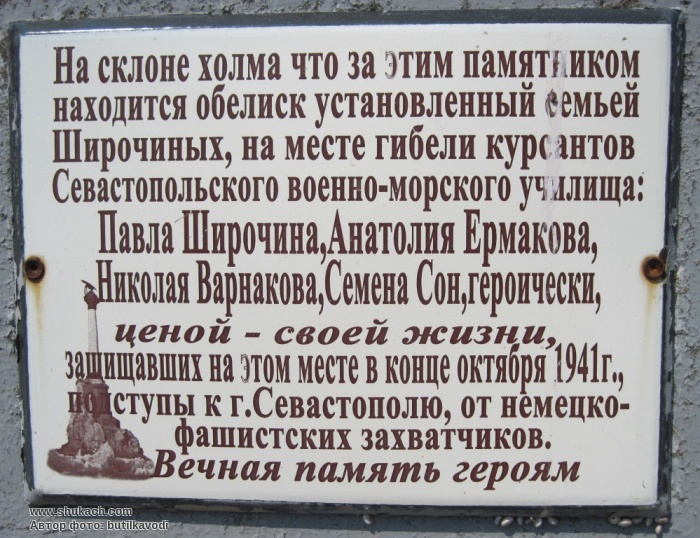 На склоне холма что за этим памятником
находится обелиск установленный семьей
Широчиных, на месте гибели курсантов
Севастопольского военно-морского училища:
Павла Широчина,Анатолия Ермакова,
Николая Варнакова,Семена Сон,героически,
ценой - своей жизни,
защищавших на этом месте в конце октября 1941г.,
подступы к г.Севастополю, от немецко-
фашистских захватчиков.
Вечная память героям
www.shukach.com
Автор фото: butilkavodi